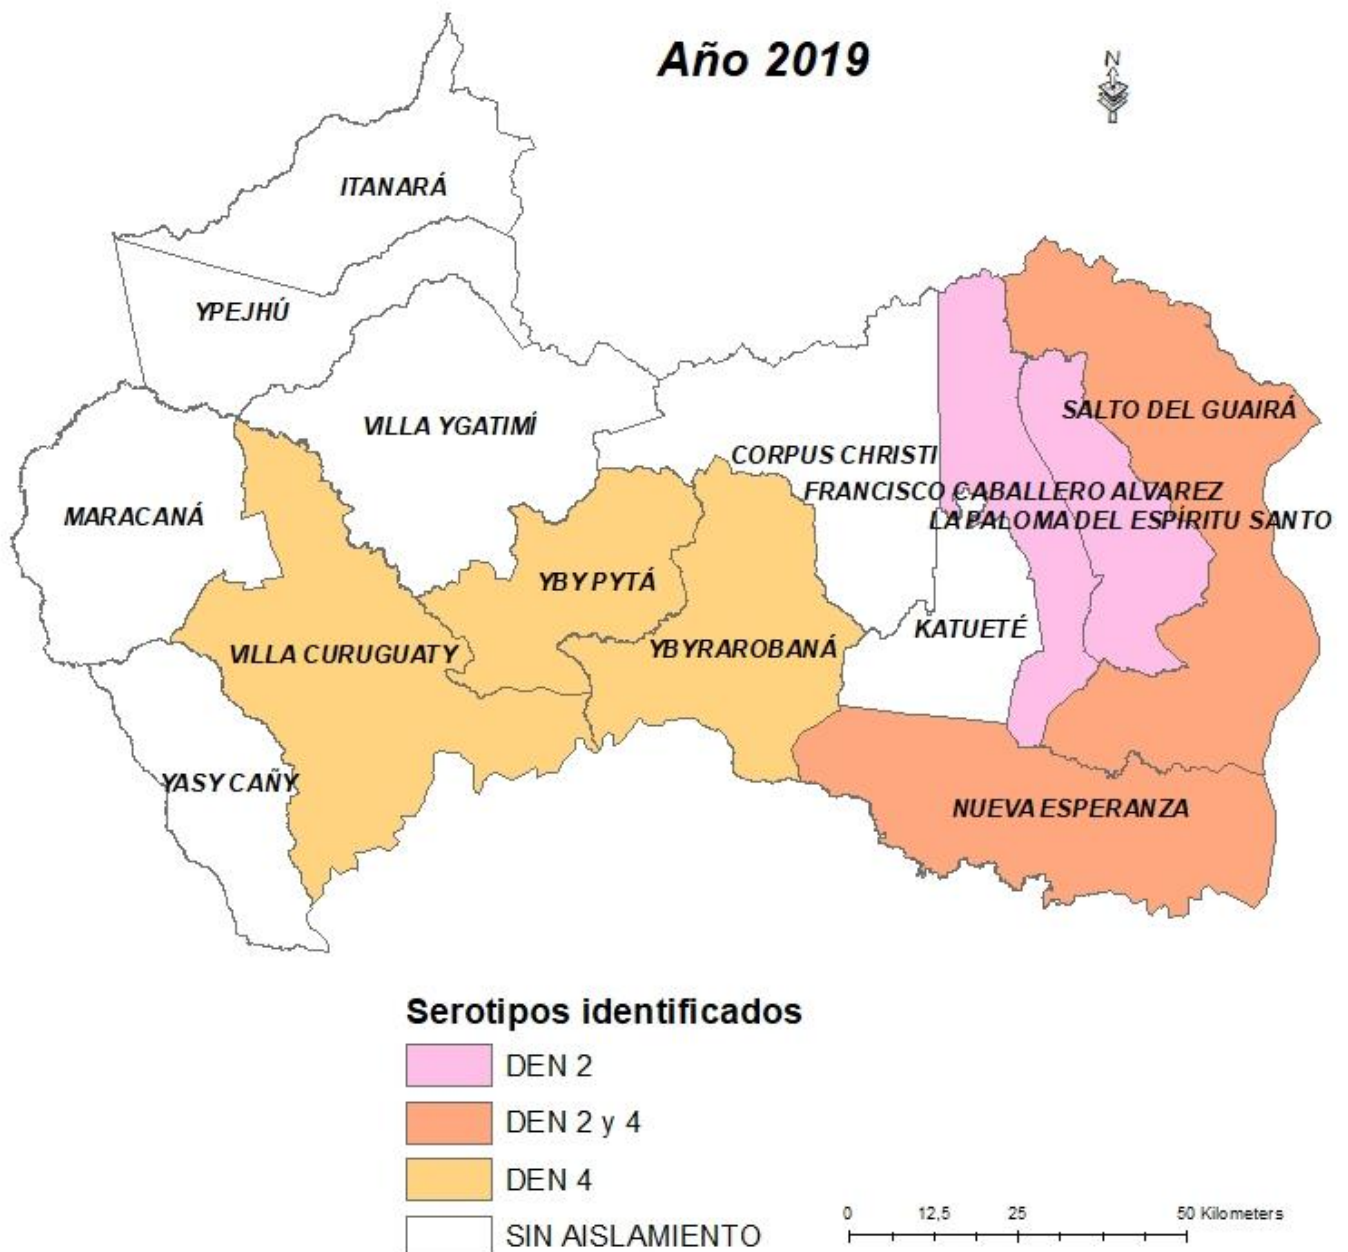 Año 2019
N
ITANARÁ
YPEJHÚ
SALTO DEL GUAIRÁ
VILLA YGATIMÍ
CORPUS CHRISTI
FRANCISCO CABALLERO ALVAREZ
MARACANÁ
LA PALOMA DEL ESPÍRITU SANTO
YBY PYTÁ
KATUETÉ
VILLA CURUGUATY
YBYRAROBANÁ
YASY CAÑY
NUEVA ESPERANZA
Serotipos identificados
DEN 2
DEN 2 y 4
DEN 4
SIN AISLAMIENTO
0 12,5 25 50 Kilometers